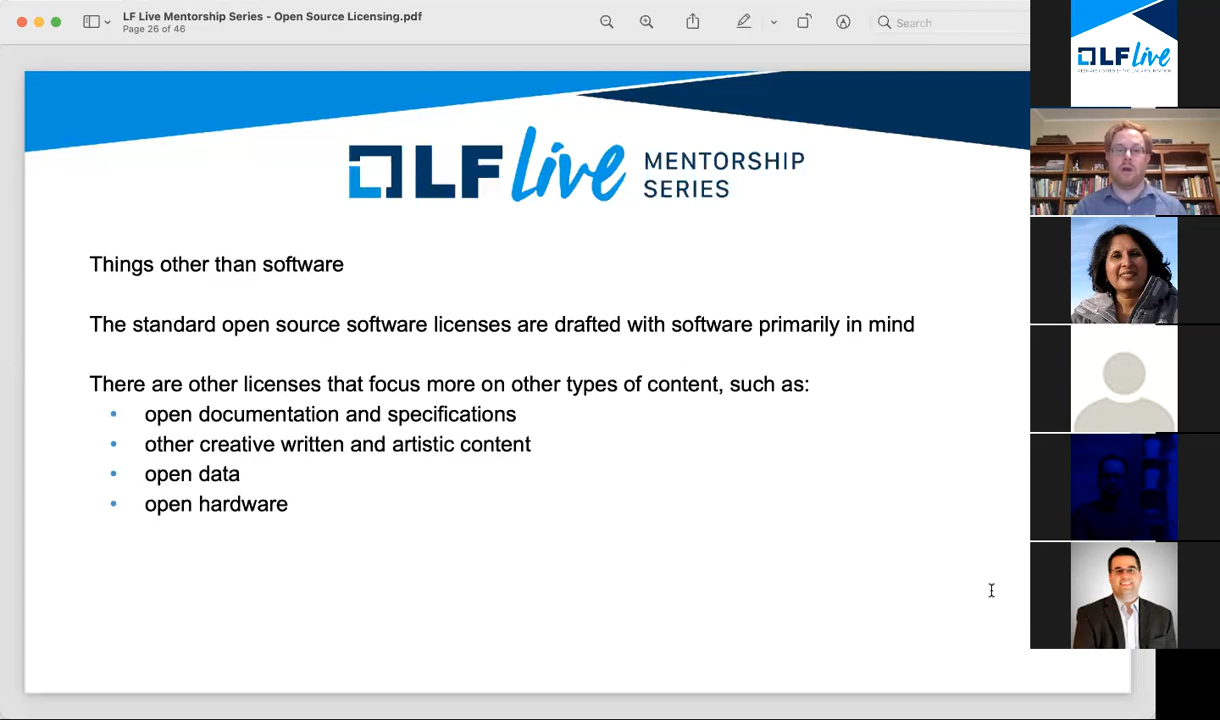 LF Live Mentorship Series - Open Source Licensing.pdf
Page 26 of 46
Search
LF Live
LF Live MENTORSHIP
SERIES
Things other than software
The standard open source software licenses are drafted with software primarily in mind
There are other licenses that focus more on other types of content, such as:
• open documentation and specifications
• other creative written and artistic content
• open data
• open hardware